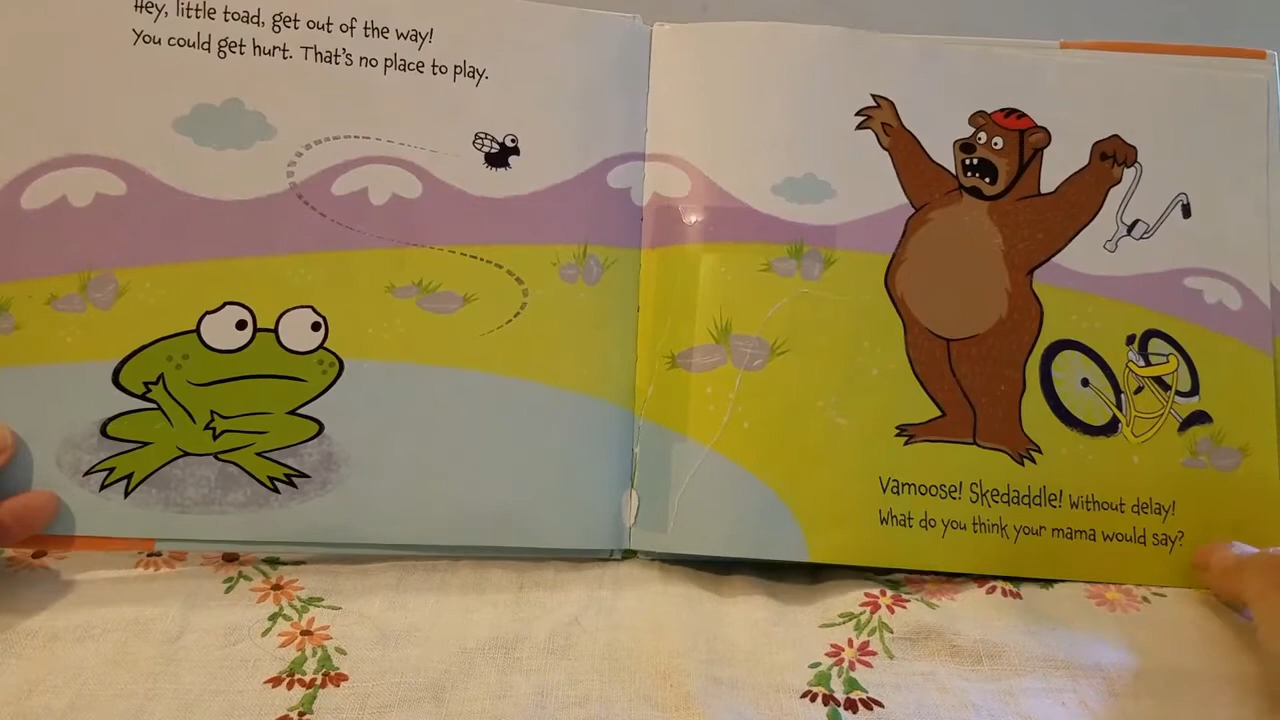 Hey, little toad, get out of the way!
You could get hurt. That's no place to play.
Vamoose! Skedaddle! Without delay!
What do you think your mama would say?